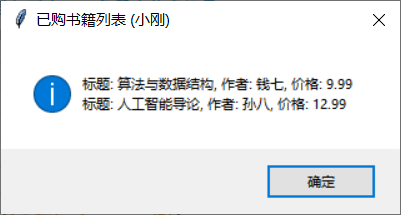 已购书籍列表 (小刚)
标题: 算法与数据结构, 作者: 钱七, 价格: 9.99
标题: 人工智能导论, 作者: 孙八, 价格: 12.99
确定